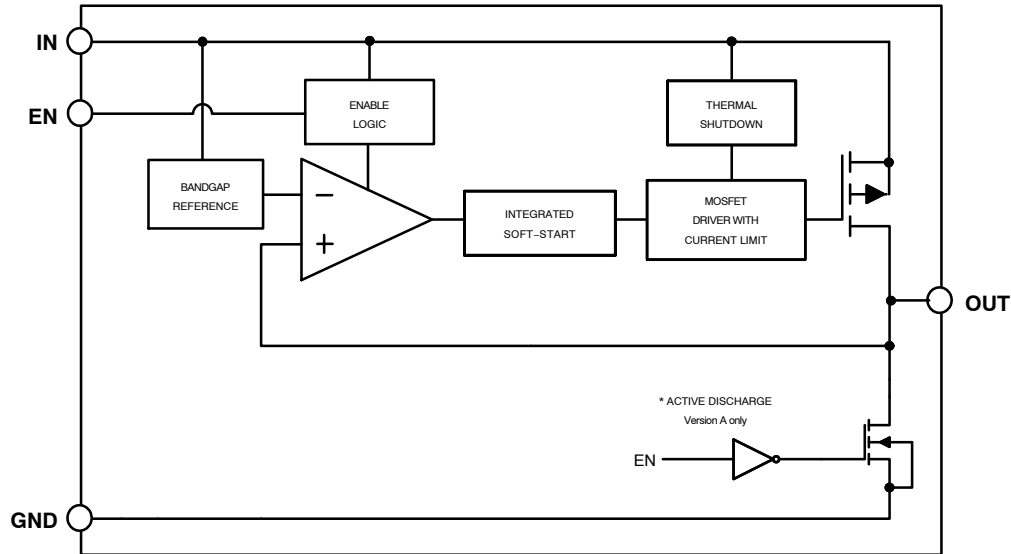 IN
EN
ENABLE
LOGIC
THERMAL
SHUTDOWN
BANDGAP
REFERENCE
−
+
INTEGRATED
SOFT−START
MOSFET
DRIVER WITH
CURRENT LIMIT
OUT
* ACTIVE DISCHARGE
Version A only
EN
GND